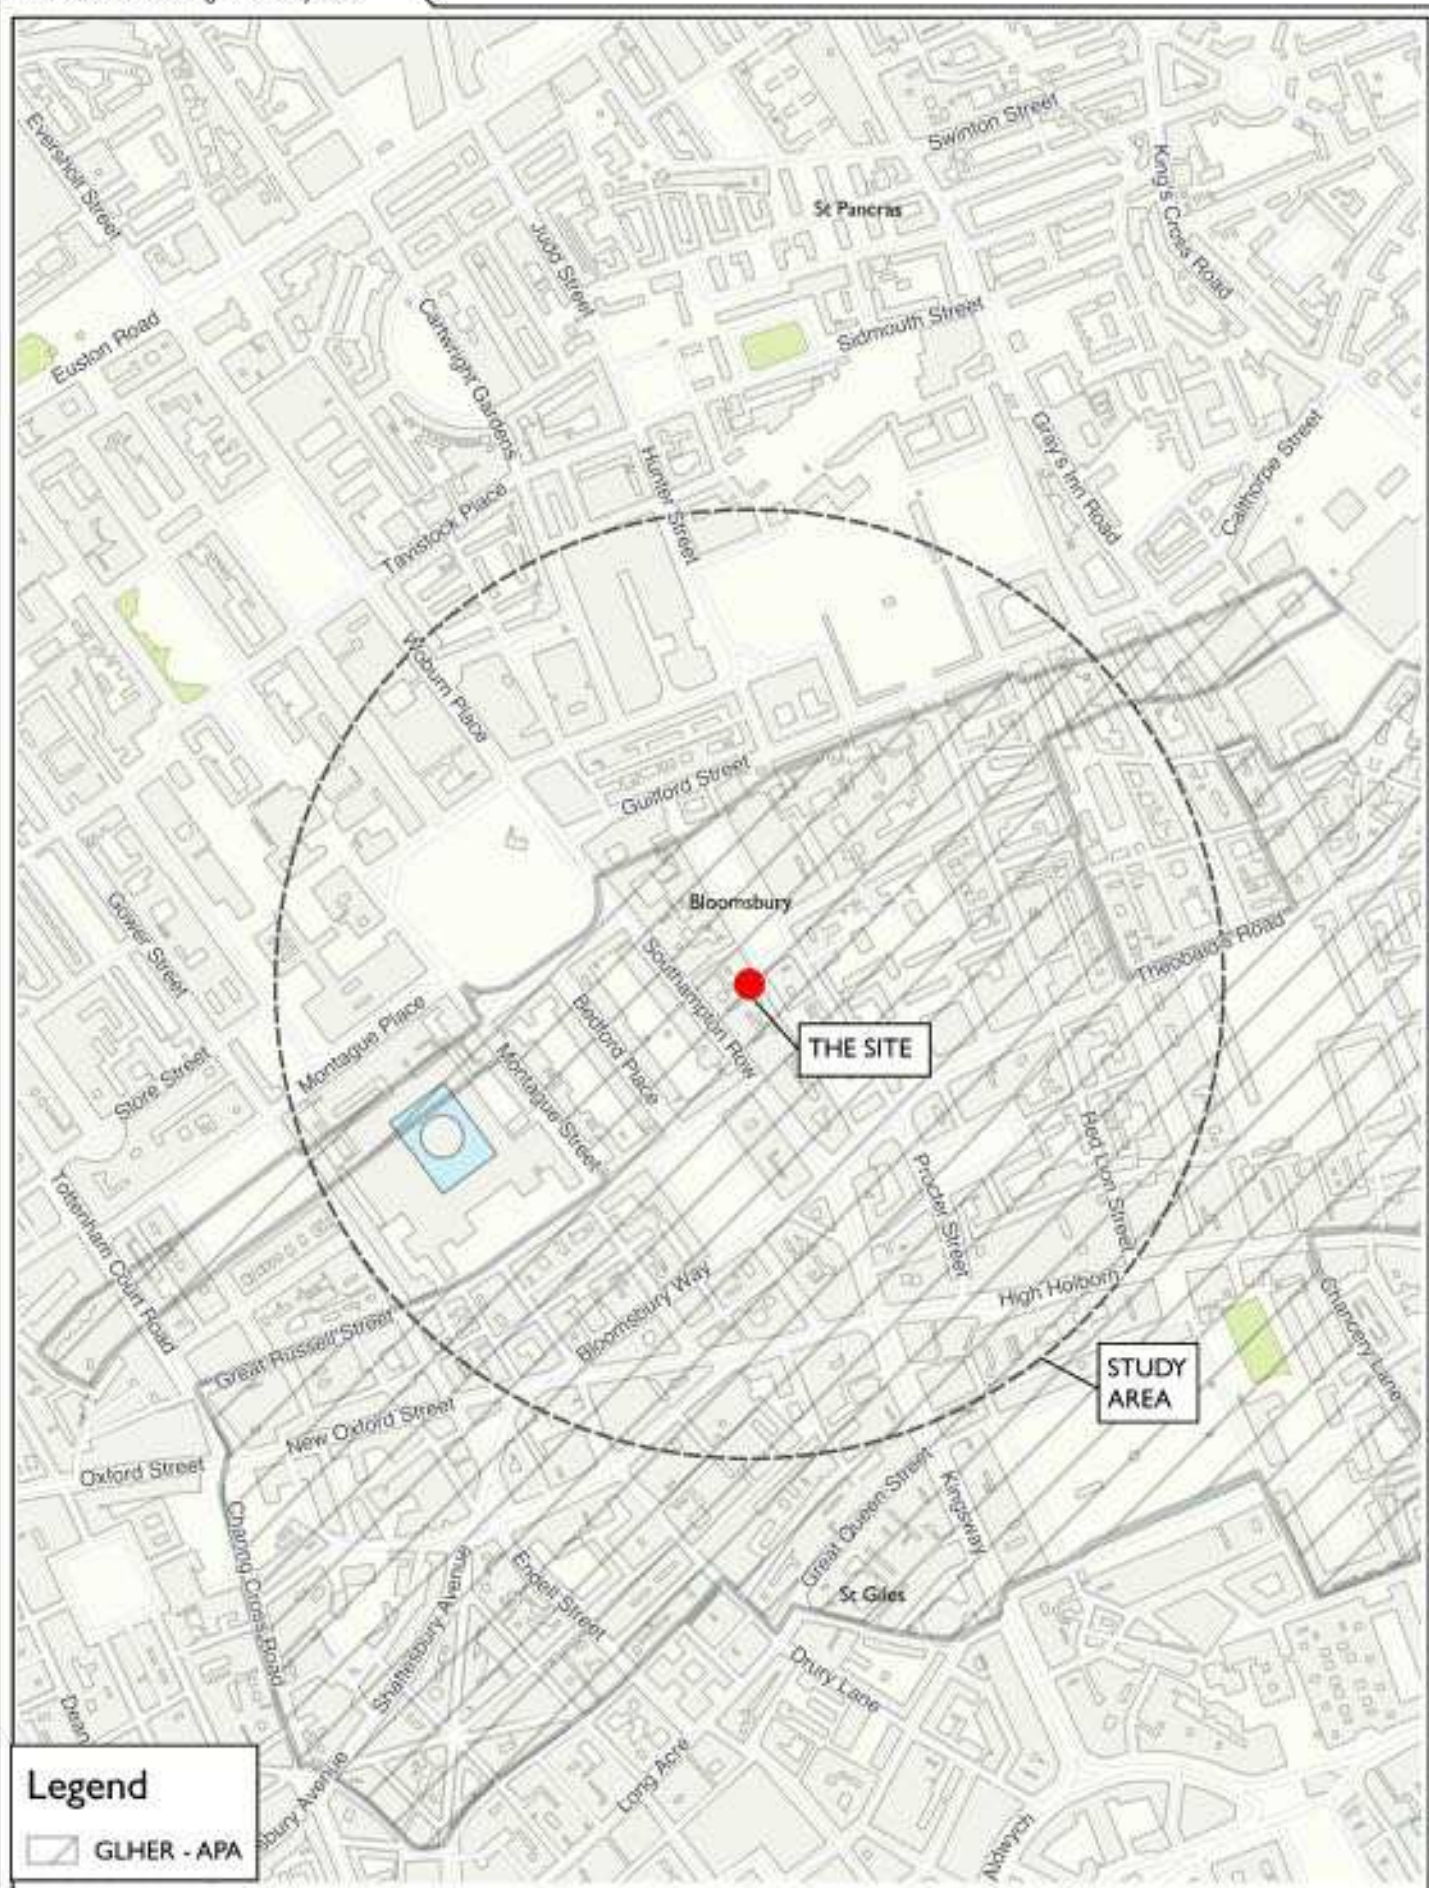 Swinton Street
Eversholt Street
King's Cross Road
St Pancras
Judd Street
Euston Road
Cartwright Gardens
Sidmouth Street
Gray's Inn Road
Calthorpe Street
Hunter Street
Tavistock Place
Woburn Place
Guilford Street
Bloomsbury
Gower Street
Theobald's Road
Southampton Row
Montague Place
Bedford Place
THE SITE
Store Street
Montague Street
Red Lion Street
Procter Street
Tottenham Court Road
High Holborn
Bloomsbury Way
Great Russell Street
Chancery Lane
STUDY
AREA
New Oxford Street
Oxford Street
Great Queen Street
Kingsway
Charing Cross Road
Shaftesbury Avenue
Endell Street
St Giles
Drury Lane
Dean
Long Acre
sbury Avenue
Aldwych
Legend
GLHER - APA